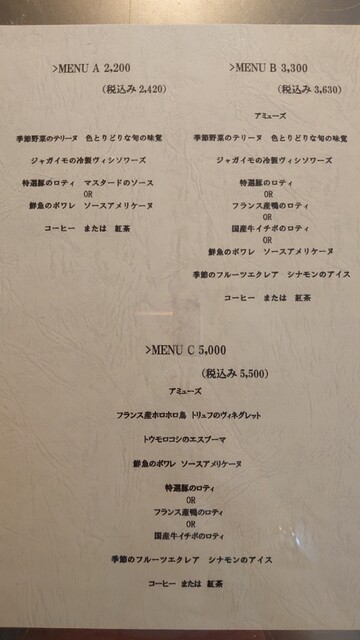 >MENU A 2,200
(税込み 2,420)
季節野菜のテリーヌ 色とりどりな旬の味覚
ジャガイモの冷製ヴィシソワーズ
特選豚のロティ マスタードのソース
OR
鮮魚のポワレ ソースアメリケーヌ
コーヒー または 紅茶
>MENU B 3,300
(税込み 3,630)
アミューズ
季節野菜のテリーヌ 色とりどりな旬の味覚
ジャガイモの冷製ヴィシソワーズ
特選豚のロティ
OR
フランス産鴨のロティ
OR
国産牛イチボのロティ
OR
鮮魚のポワレ ソースアメリケーヌ
季節のフルーツエクレア シナモンのアイス
コーヒー または 紅茶
>MENU C 5,000
(税込み 5,500)
アミューズ
フランス産ホロホロ鳥 トリュフのヴィネグレット
トウモロコシのエスプーマ
鮮魚のポワレ ソースアメリケーヌ
特選豚のロティ
OR
フランス産鴨のロティ
OR
国産牛イチボのロティ
季節のフルーツエクレア シナモンのアイス
コーヒー または 紅茶